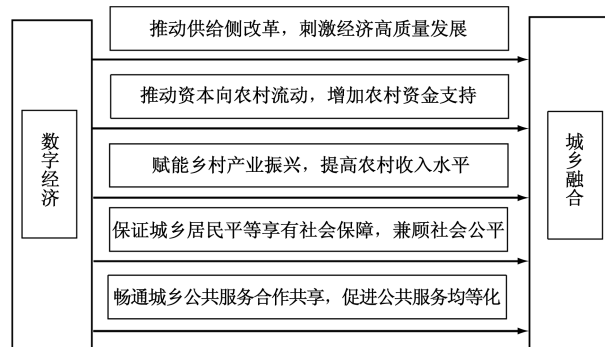 数字经济
推动供给侧改革，刺激经济高质量发展
推动资本向农村流动，增加农村资金支持
赋能乡村产业振兴，提高农村收入水平
保证城乡居民平等享有社会保障，兼顾社会公平
畅通城乡公共服务合作共享，促进公共服务均等化
城乡融合